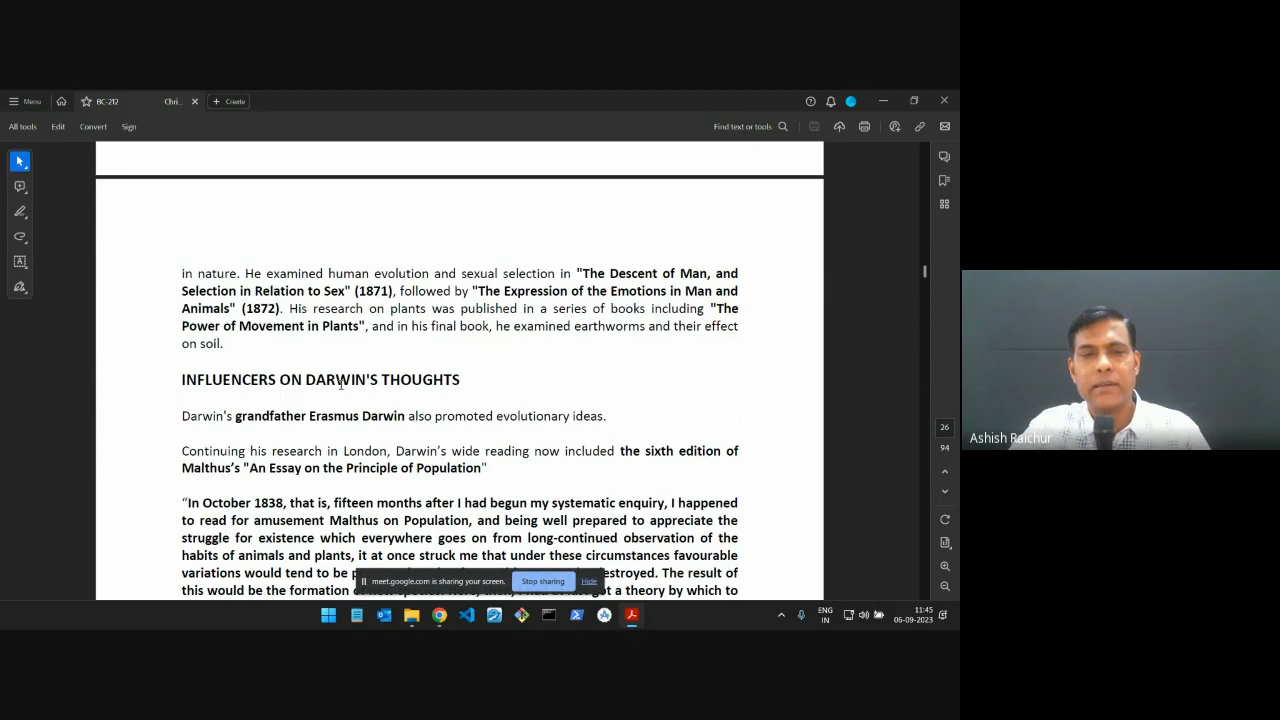 Menu
BC-212
Chri...
Create
All tools
Edit
Convert
Sign
Find text or tools
in nature. He examined human evolution and sexual selection in "The Descent of Man, and
Selection in Relation to Sex" (1871), followed by "The Expression of the Emotions in Man and
Animals" (1872). His research on plants was published in a series of books including "The
Power of Movement in Plants", and in his final book, he examined earthworms and their effect
on soil.
INFLUENCERS ON DARWIN'S THOUGHTS
Darwin's grandfather Erasmus Darwin also promoted evolutionary ideas.
Continuing his research in London, Darwin's wide reading now included the sixth edition of
Malthus's "An Essay on the Principle of Population"
"In October 1838, that is, fifteen months after I had begun my systematic enquiry, I happened
to read for amusement Malthus on Population, and being well prepared to appreciate the
struggle for existence which everywhere goes on from long-continued observation of the
habits of animals and plants, it at once struck me that under these circumstances favourable
variations would tend to be destroyed. The result of
this would be the formation got a theory by which to
meet.google.com is sharing your screen.
Stop sharing
Hide
26
94
ENG
IN
11:45
06-09-2023
Ashish Raichur